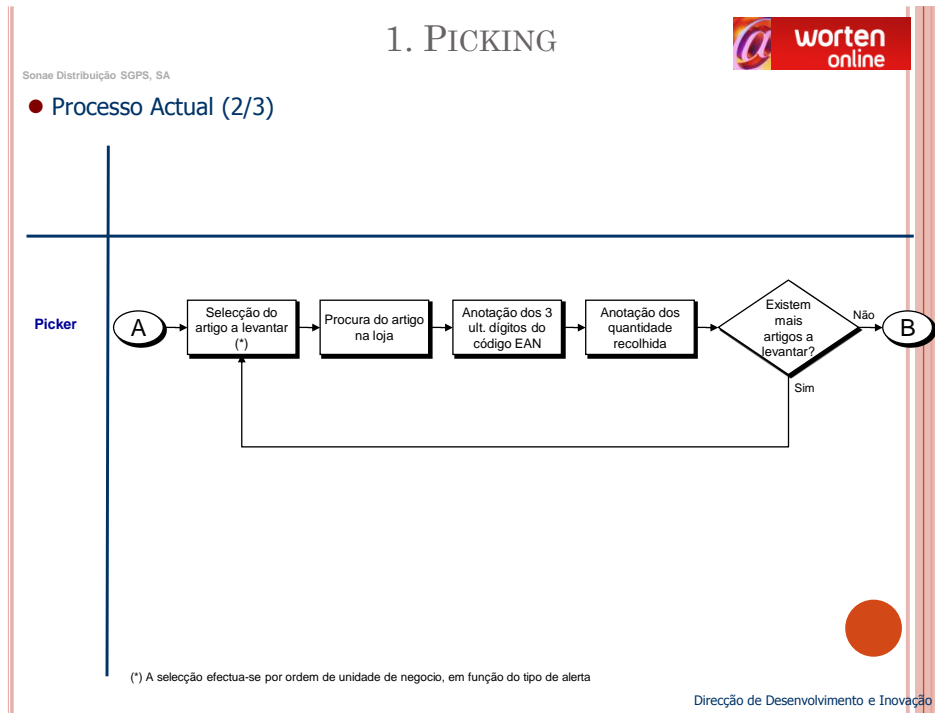 1. PICKING
worten
online
Sonae Distribuição SGPS, SA
Processo Actual (2/3)
Picker
A
Selecção do
artigo a levantar
(*)
Procura do artigo
na loja
Anotação dos 3
ult. dígitos do
código EAN
Anotação dos
quantidade
recolhida
Existem
mais
artigos a
levantar?
Não
B
Sim
(*) A selecção efectua-se por ordem de unidade de negocio, em função do tipo de alerta
Direcção de Desenvolvimento e Inovação